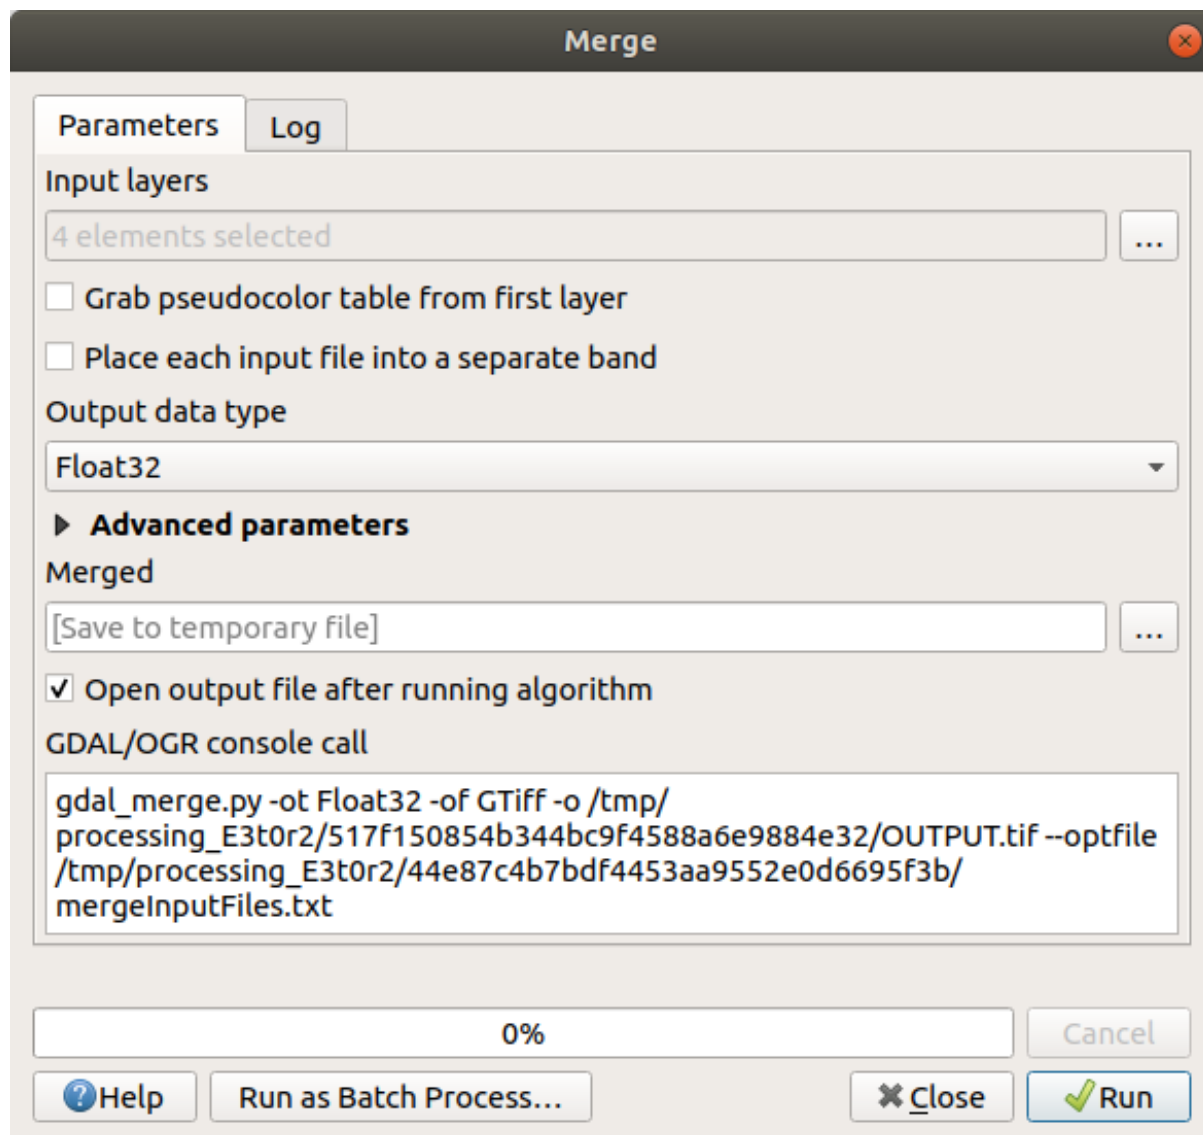 Merge
Parameters
Log
Input layers
4 elements selected
...
Grab pseudocolor table from first layer
Place each input file into a separate band
Output data type
Float32
Advanced parameters
Merged
[Save to temporary file]
...
Open output file after running algorithm
GDAL/OGR console call
gdal_merge.py -ot Float32 -of GTiff -o /tmp/
processing_E3t0r2/517f150854b344bc9f4588a6e9884e32/OUTPUT.tif --optfile
/tmp/processing_E3t0r2/44e87c4b7bdf4453aa9552e0d6695f3b/
mergeInputFiles.txt
0%
Cancel
Help
Run as Batch Process...
Close
Run